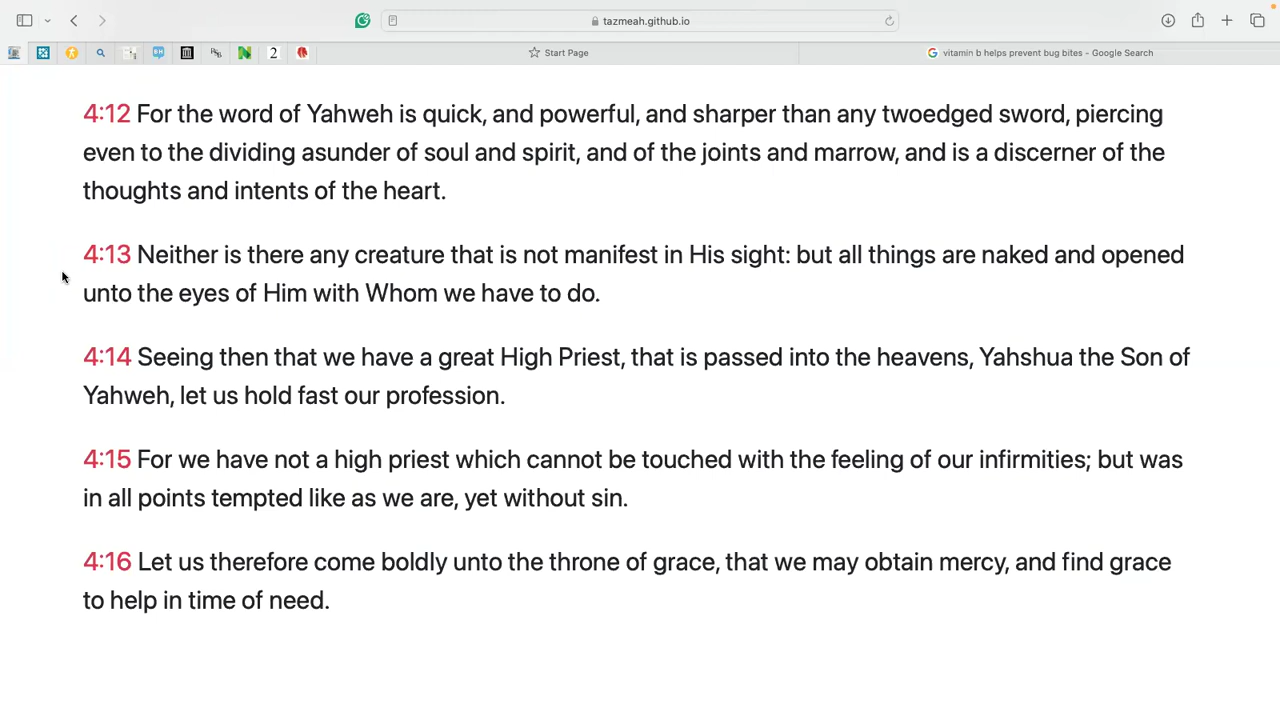 tazmeah.github.io
2
Start Page
vitamin b helps prevent bug bites - Google Search
4:12 For the word of Yahweh is quick, and powerful, and sharper than any twoedged sword, piercing
even to the dividing asunder of soul and spirit, and of the joints and marrow, and is a discerner of the
thoughts and intents of the heart.
4:13 Neither is there any creature that is not manifest in His sight: but all things are naked and opened
unto the eyes of Him with Whom we have to do.
4:14 Seeing then that we have a great High Priest, that is passed into the heavens, Yahshua the Son of
Yahweh, let us hold fast our profession.
4:15 For we have not a high priest which cannot be touched with the feeling of our infirmities; but was
in all points tempted like as we are, yet without sin.
4:16 Let us therefore come boldly unto the throne of grace, that we may obtain mercy, and find grace
to help in time of need.